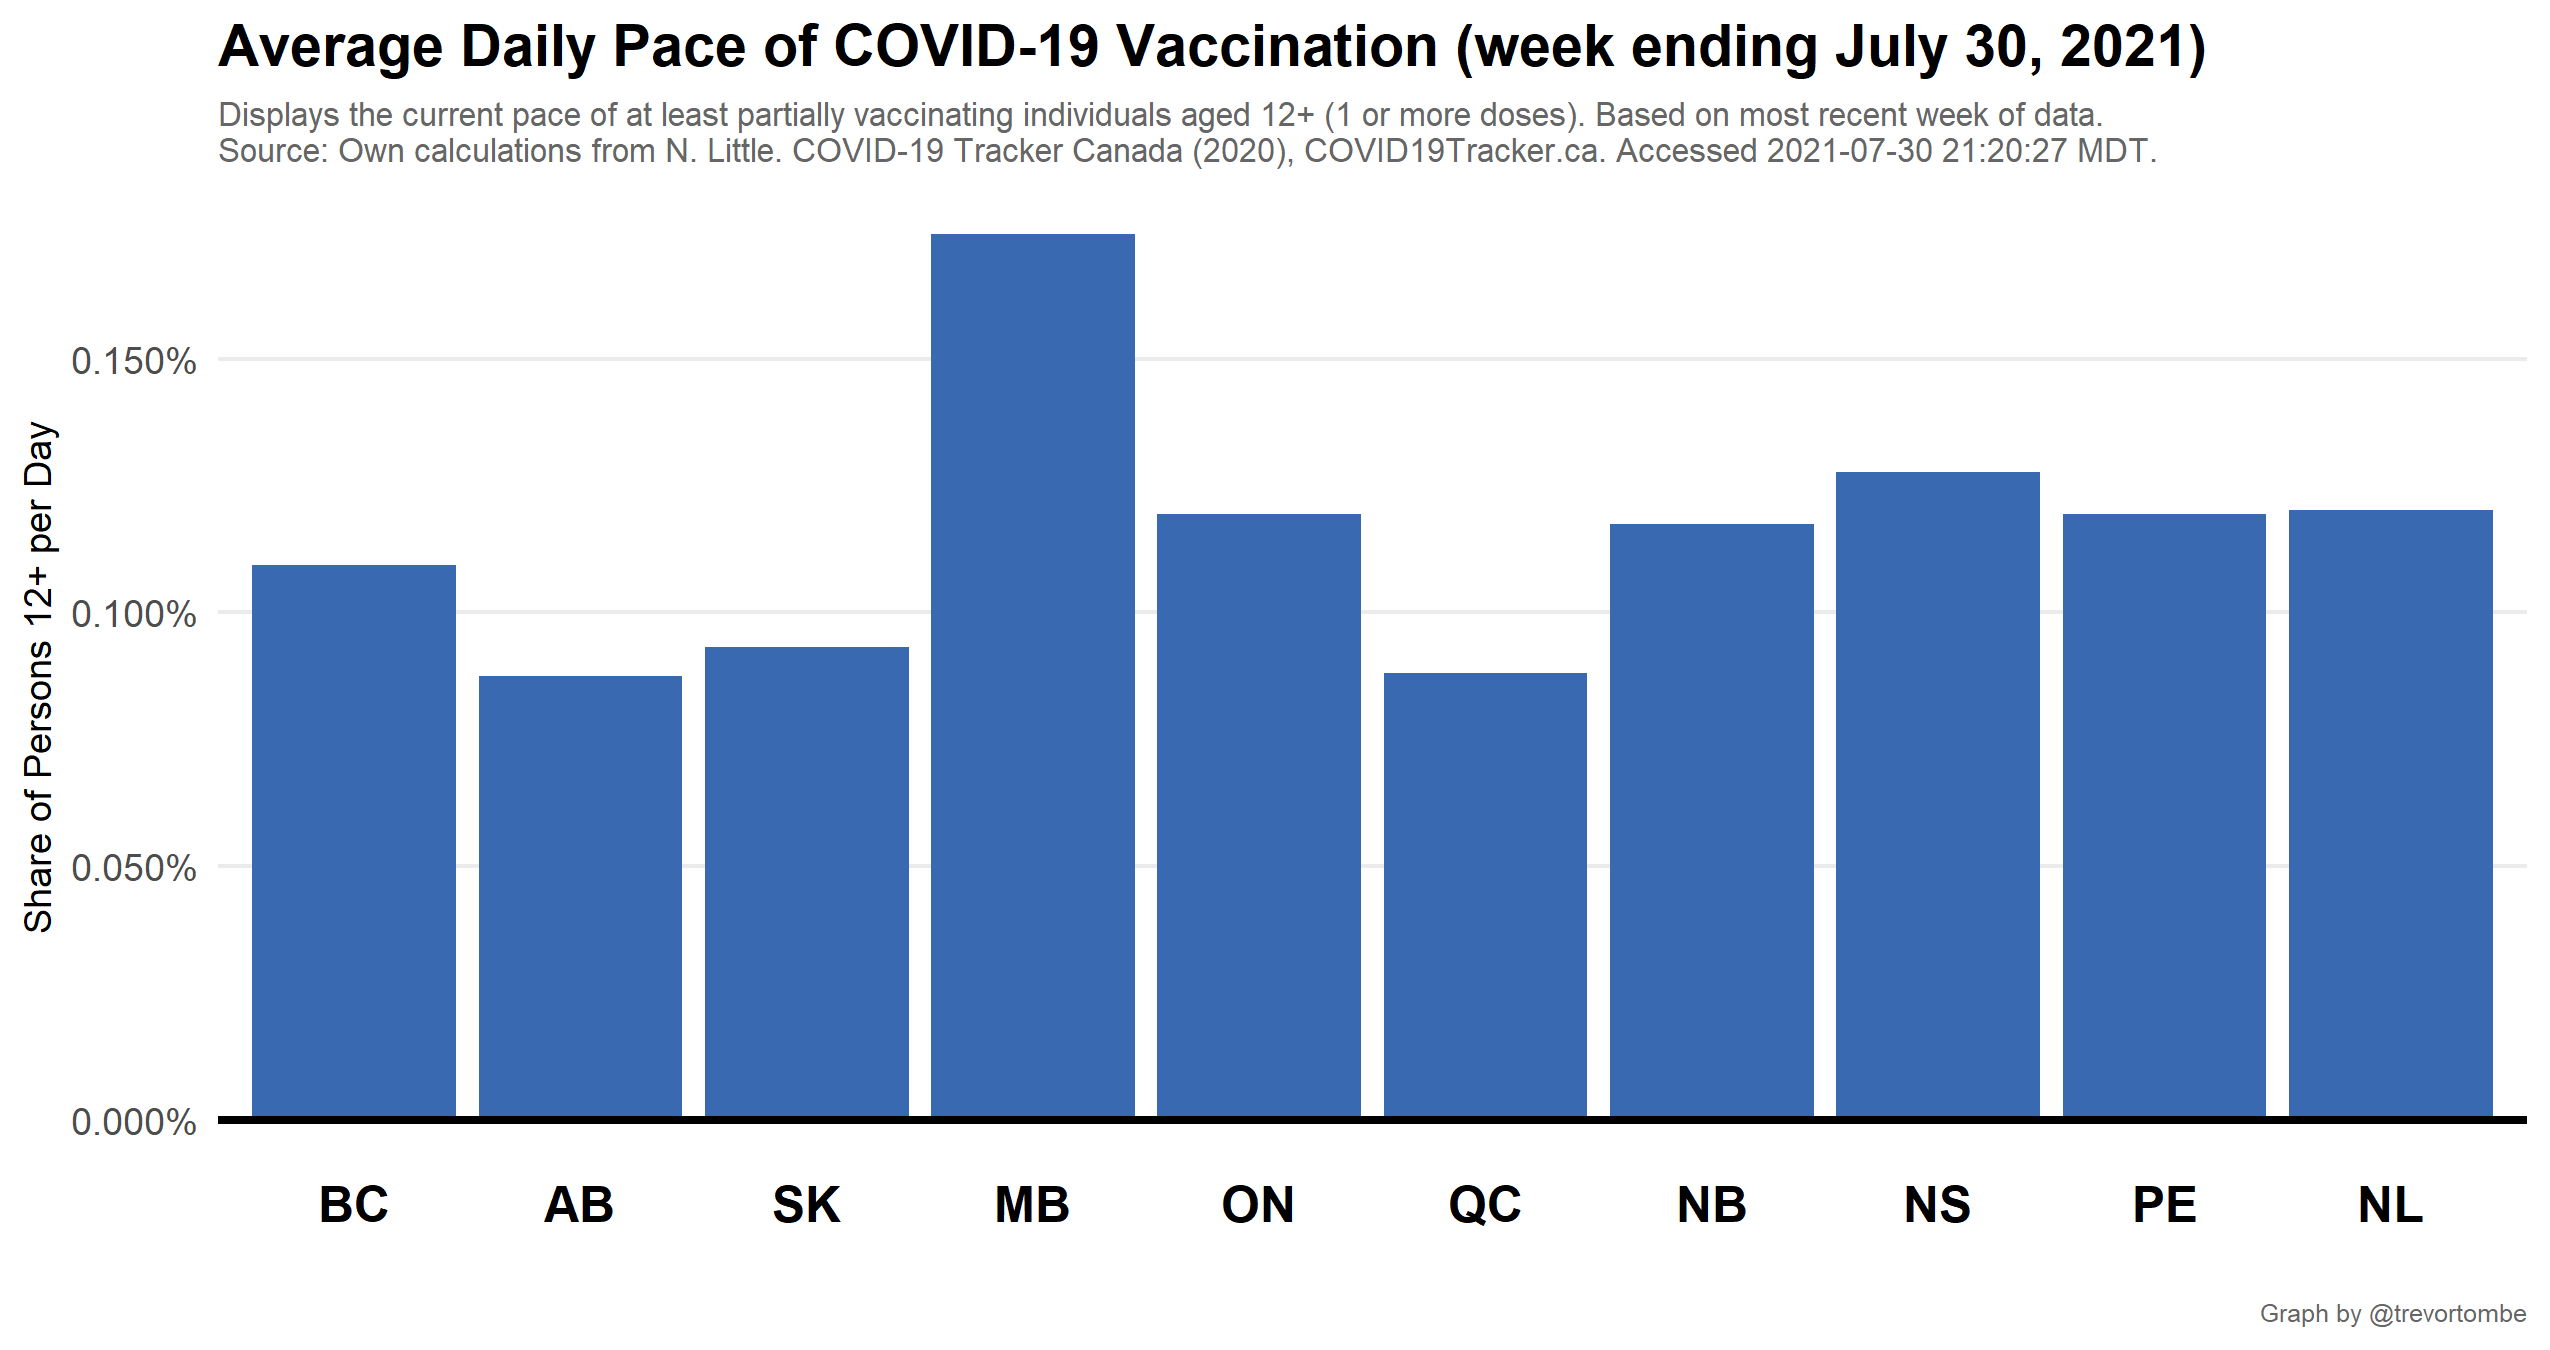 Average Daily Pace of COVID-19 Vaccination (week ending July 30, 2021)
Displays the current pace of at least partially vaccinating individuals aged 12+ (1 or more doses). Based on most recent week of data.
Source: Own calculations from N. Little. COVID-19 Tracker Canada (2020), COVID19Tracker.ca. Accessed 2021-07-30 21:20:27 MDT.
Share of Persons 12+ per Day
0.150%
0.100%
0.050%
0.000%
BC AB SK MB ON QC NB NS PE NL
Graph by @trevortombe